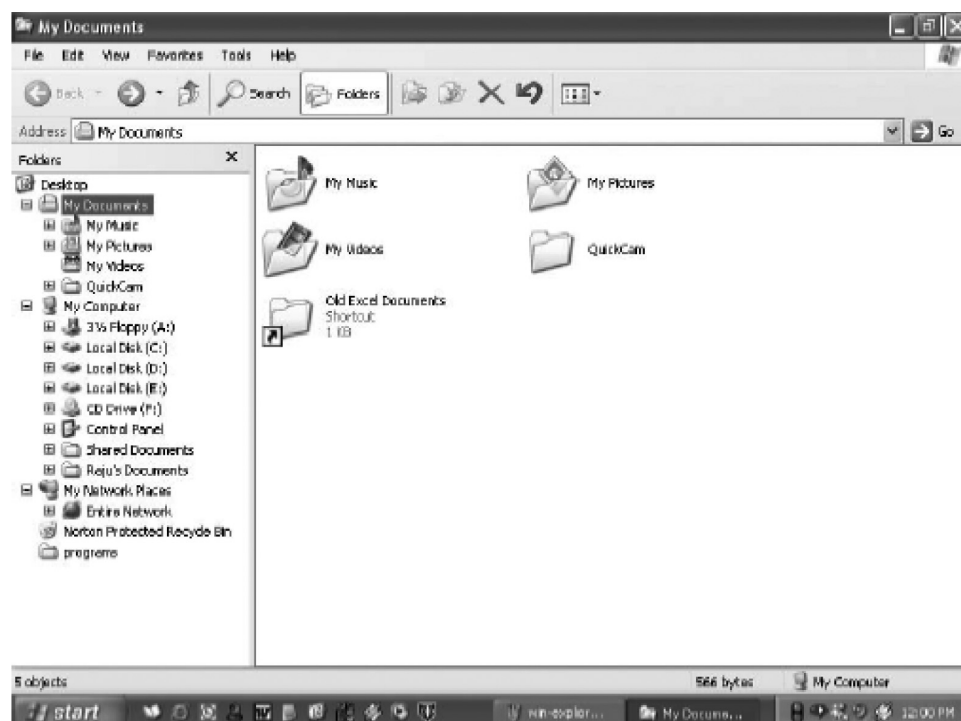 My Documents
File Edit View Favorites Tools Help
Back Search Folders
Address My Documents Go
Folders
Desktop
My Documents
My Music
My Pictures
My Videos
QuickCam
My Computer
3½ Floppy (A:)
Local Disk (C:)
Local Disk (D:)
Local Disk (E:)
CD Drive (F:)
Control Panel
Shared Documents
Raju's Documents
My Network Places
Entire Network
Norton Protected Recycle Bin
programs
My Music
My Pictures
My Videos
QuickCam
Old Excel Documents
Shortcut
1 KB
5 objects 566 bytes My Computer
start win-explor... My Docume... 12:00 PM